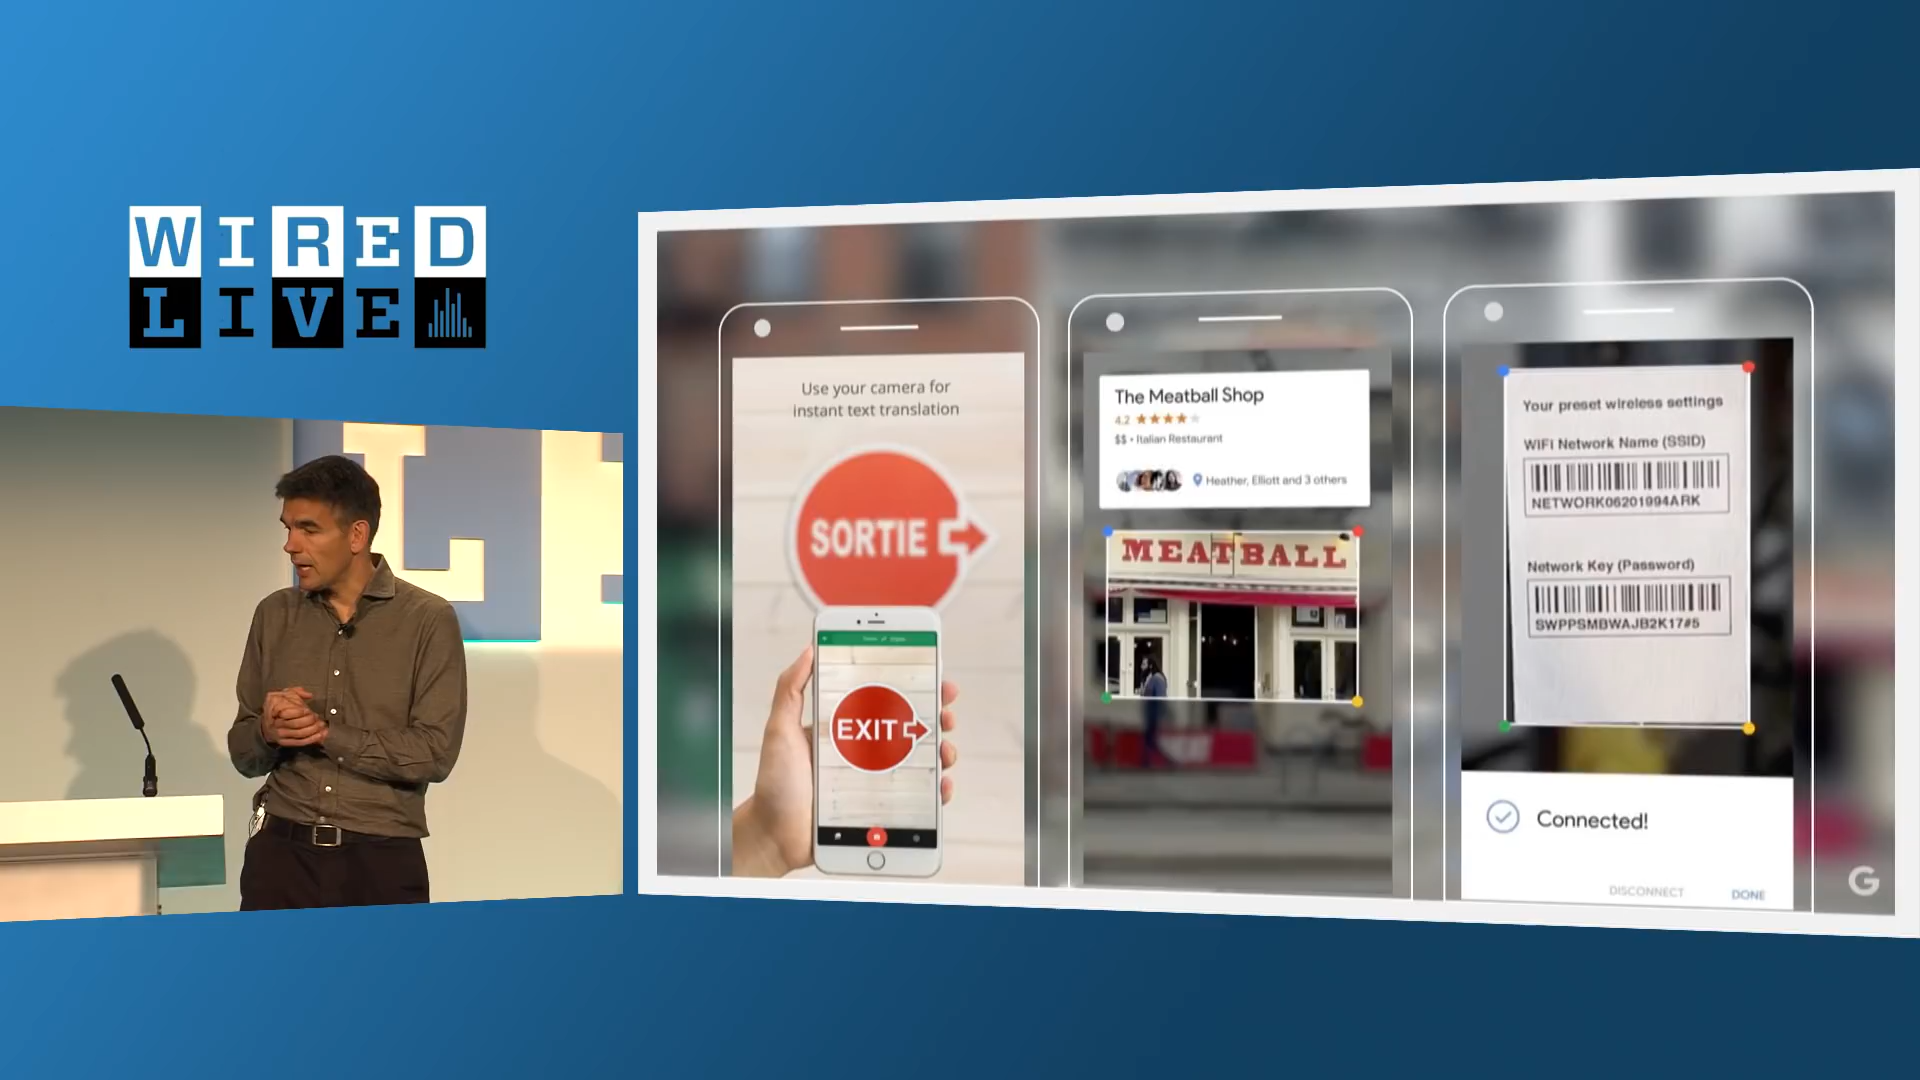 WIRED
LIVE
Use your camera for
instant text translation
SORTIE
EXIT
The Meatball Shop
4.2
$$ • Italian Restaurant
Heather, Elliott and 3 others
MEATBALL
Your preset wireless settings
WiFi Network Name (SSID)
NETWORK06201994ARK
Network Key (Password)
SWPPSMBWAJB2K17#5
Connected!
DISCONNECT DONE
G